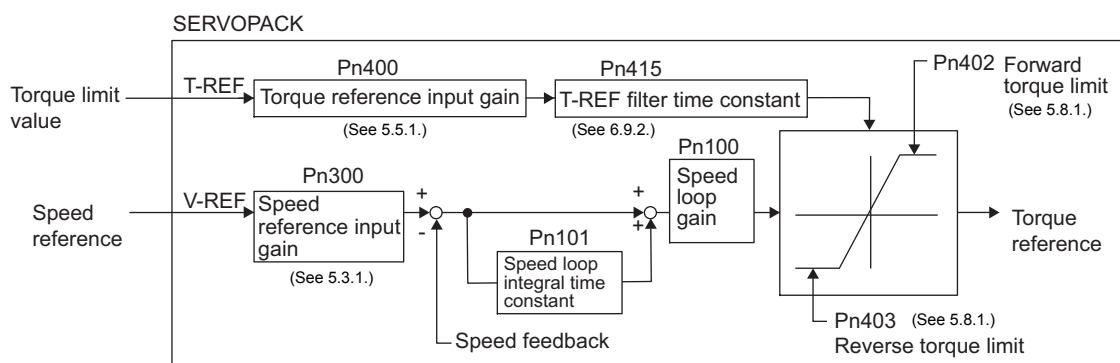 SERVOPACK
Torque limit
value
T-REF
Pn400
Torque reference input gain
(See 5.5.1.)
Pn415
T-REF filter time constant
(See 6.9.2.)
Pn402
Forward
torque limit
(See 5.8.1.)
Speed
reference
V-REF
Pn300
Speed
reference input
gain
(See 5.3.1.)
+
-
Pn101
Speed loop
integral time
constant
+
+
Pn100
Speed
loop
gain
Torque
reference
Speed feedback
Pn403
(See 5.8.1.)
Reverse torque limit